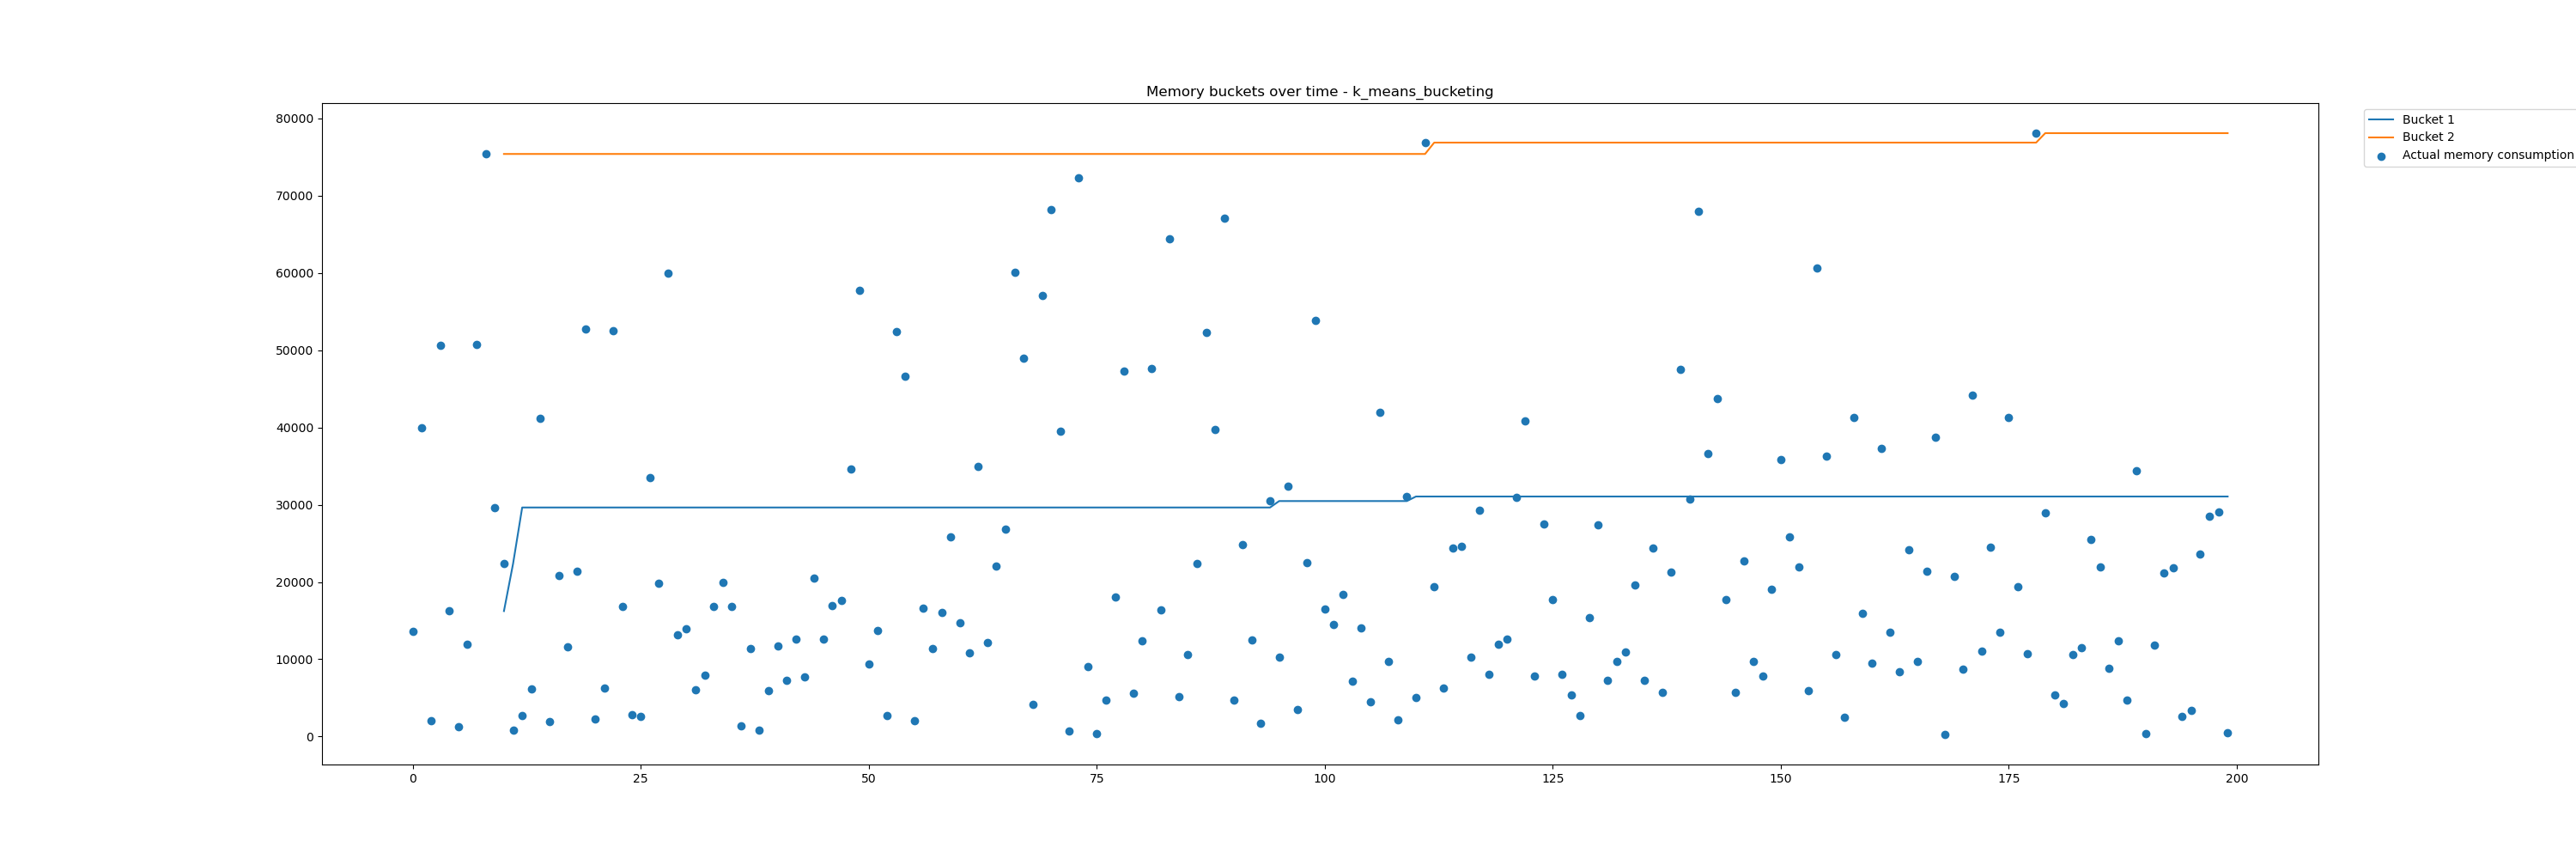 Memory buckets over time - k_means_bucketing
80000
70000
60000
50000
40000
30000
20000
10000
0
0 25 50 75 100 125 150 175 200
Bucket 1
Bucket 2
Actual memory consumption